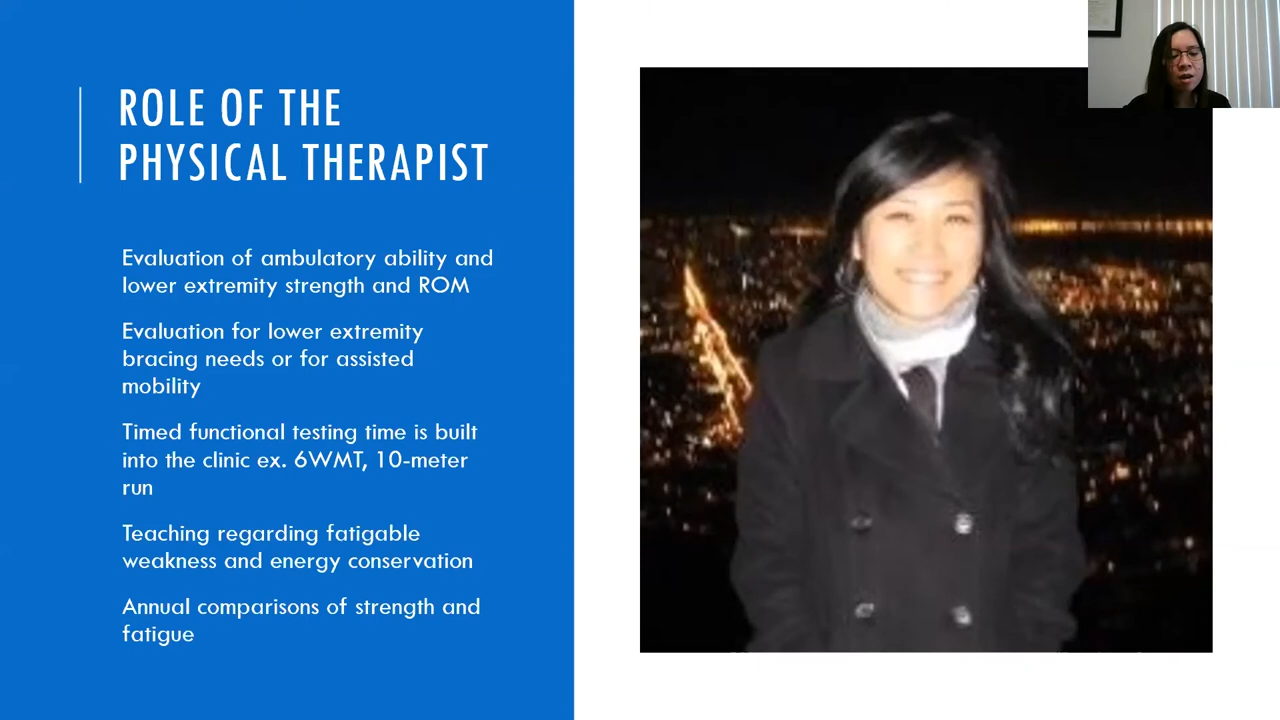 ROLE OF THE
PHYSICAL THERAPIST
Evaluation of ambulatory ability and
lower extremity strength and ROM
Evaluation for lower extremity
bracing needs or for assisted
mobility
Timed functional testing time is built
into the clinic ex. 6WMT, 10-meter
run
Teaching regarding fatigable
weakness and energy conservation
Annual comparisons of strength and
fatigue